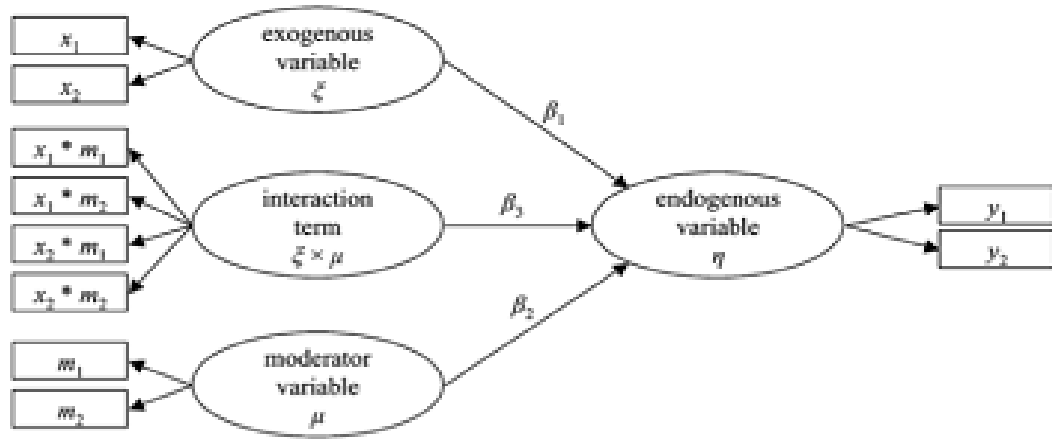 x₁
x₂
exogenous
variable
ξ
β₁
x₁ * m₁
x₁ * m₂
x₂ * m₁
x₂ * m₂
interaction
term
ξ × μ
β₃
endogenous
variable
η
y₁
y₂
β₂
m₁
m₂
moderator
variable
μ